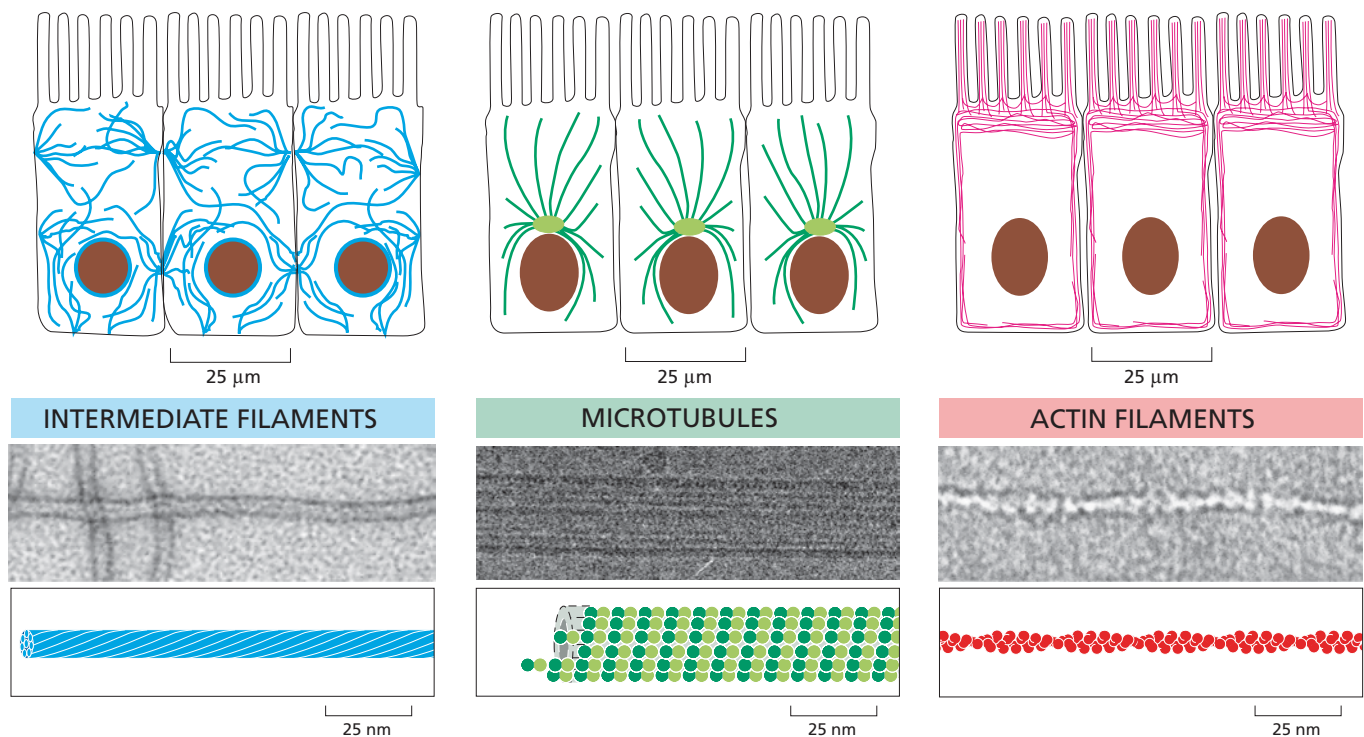 25 μm
25 μm
25 μm
INTERMEDIATE FILAMENTS
MICROTUBULES
ACTIN FILAMENTS
25 nm
25 nm
25 nm